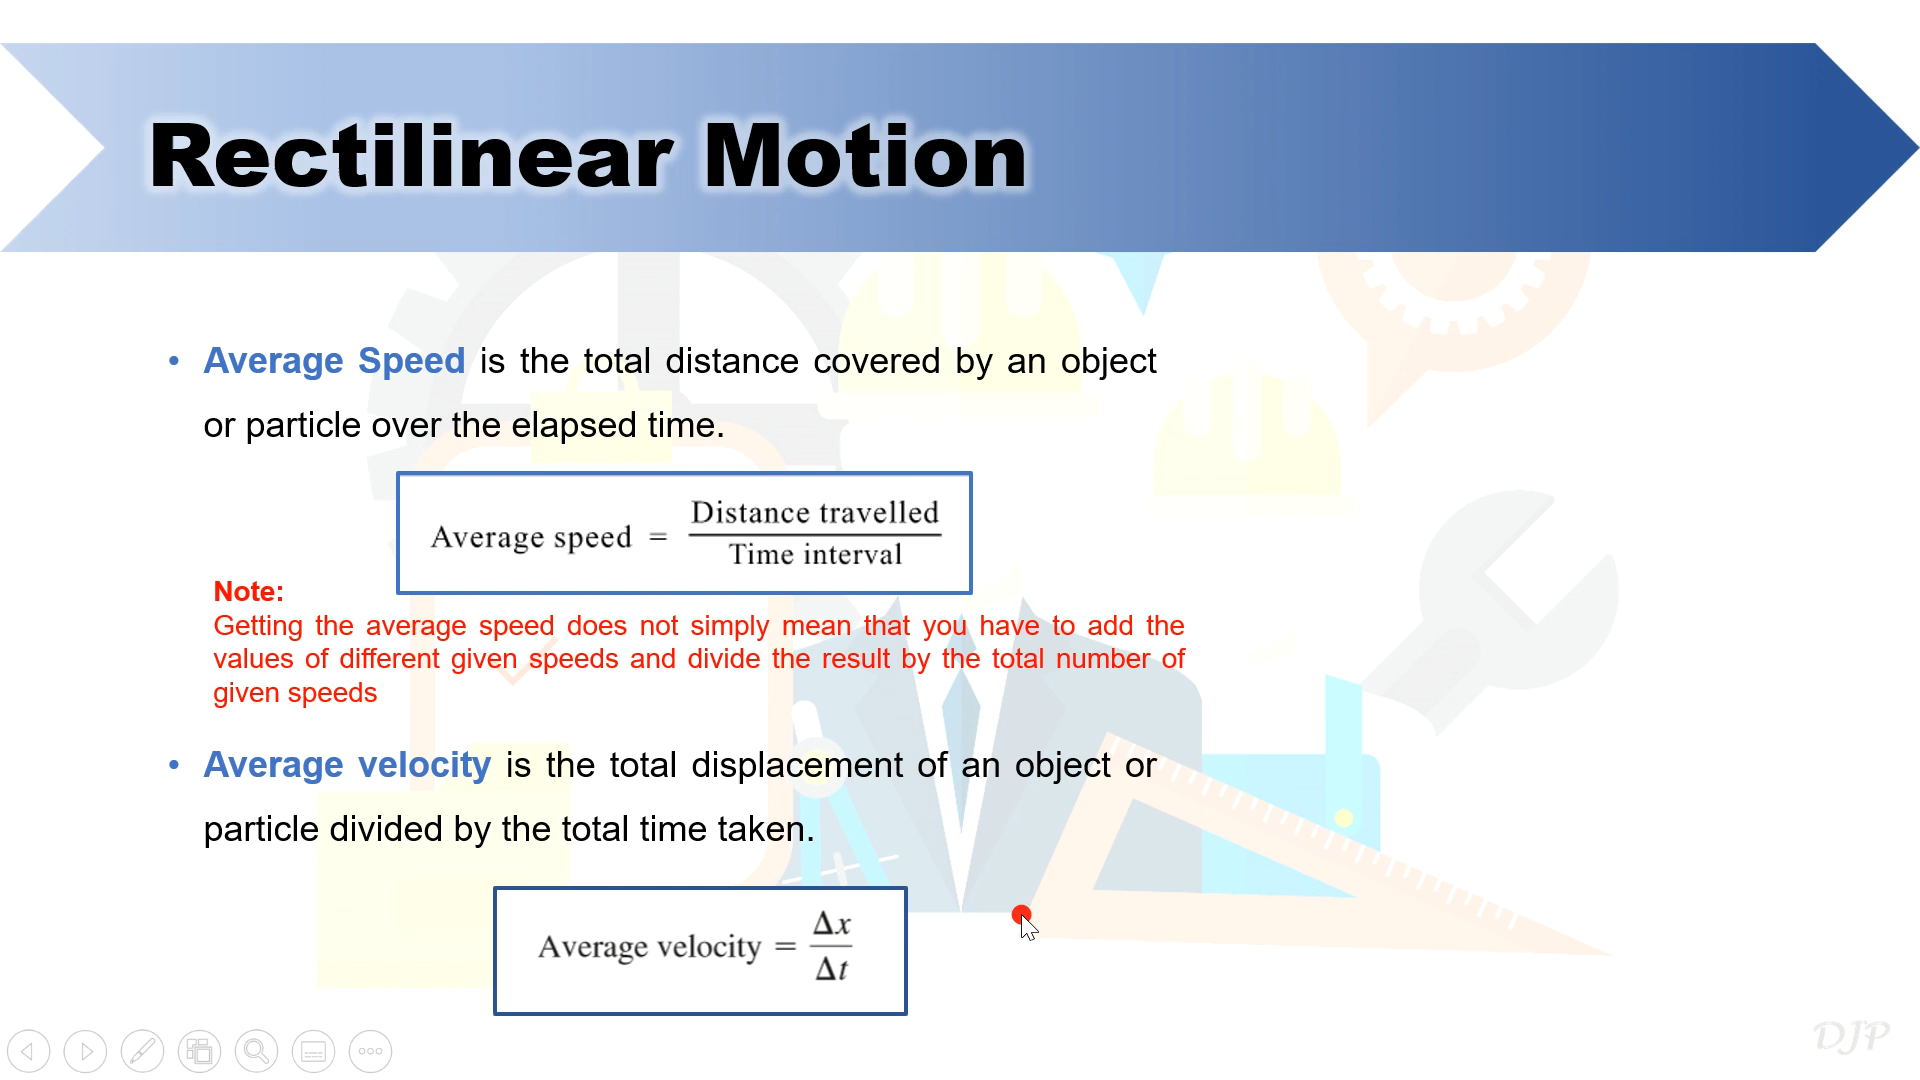 Rectilinear Motion
• Average Speed is the total distance covered by an object
or particle over the elapsed time.
Average speed = Distance travelled / Time interval
Note:
Getting the average speed does not simply mean that you have to add the
values of different given speeds and divide the result by the total number of
given speeds
• Average velocity is the total displacement of an object or
particle divided by the total time taken.
Average velocity = Δx / Δt
DJP